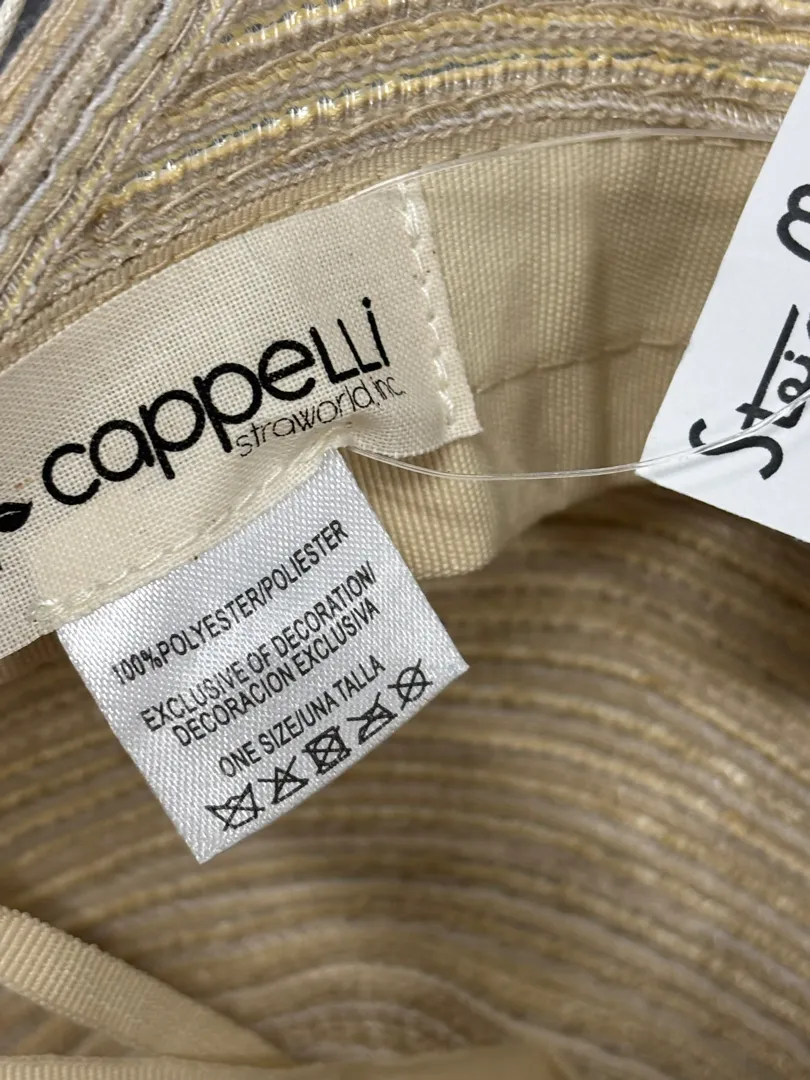 cappelli
straworld, inc.
100%POLYESTER/POLIESTER
EXCLUSIVE OF DECORATION/
DECORACION EXCLUSIVA
ONE SIZE/UNA TALLA